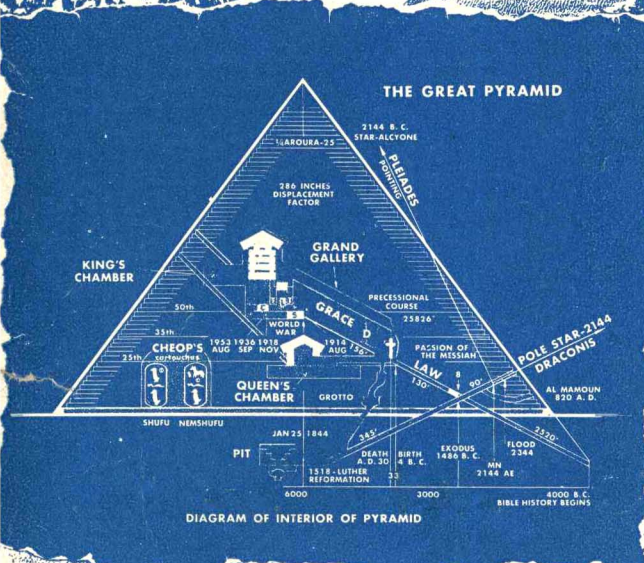 THE GREAT PYRAMID
2144 B. C.
STAR-ALCYONE
¼AROURA-25
PLEIADES
POINTING
286 INCHES
DISPLACEMENT
FACTOR
GRAND
GALLERY
KING'S
CHAMBER
PRECESSIONAL
COURSE
25826'
50th
C
S
GRACE
D
WORLD
WAR
35th
25th
CHEOP'S
cartouches
1953
AUG
1936
SEP
1918
NOV
1914
AUG
156'
PASSION OF
THE MESSIAH
POLE STAR-2144
DRACONIS
LAW
130'
B
90'
AL MAMOUN
820 A. D.
QUEEN'S
CHAMBER
GROTTO
SHUFU
NEMSHUFU
JAN 25 1844
345'
2520'
PIT
DEATH
A.D. 30
BIRTH
4 B. C.
EXODUS
1486 B. C.
FLOOD
2344
MN
2144 AE
1518 - LUTHER
REFORMATION
33
6000
3000
4000 B.C.
BIBLE HISTORY BEGINS
DIAGRAM OF INTERIOR OF PYRAMID